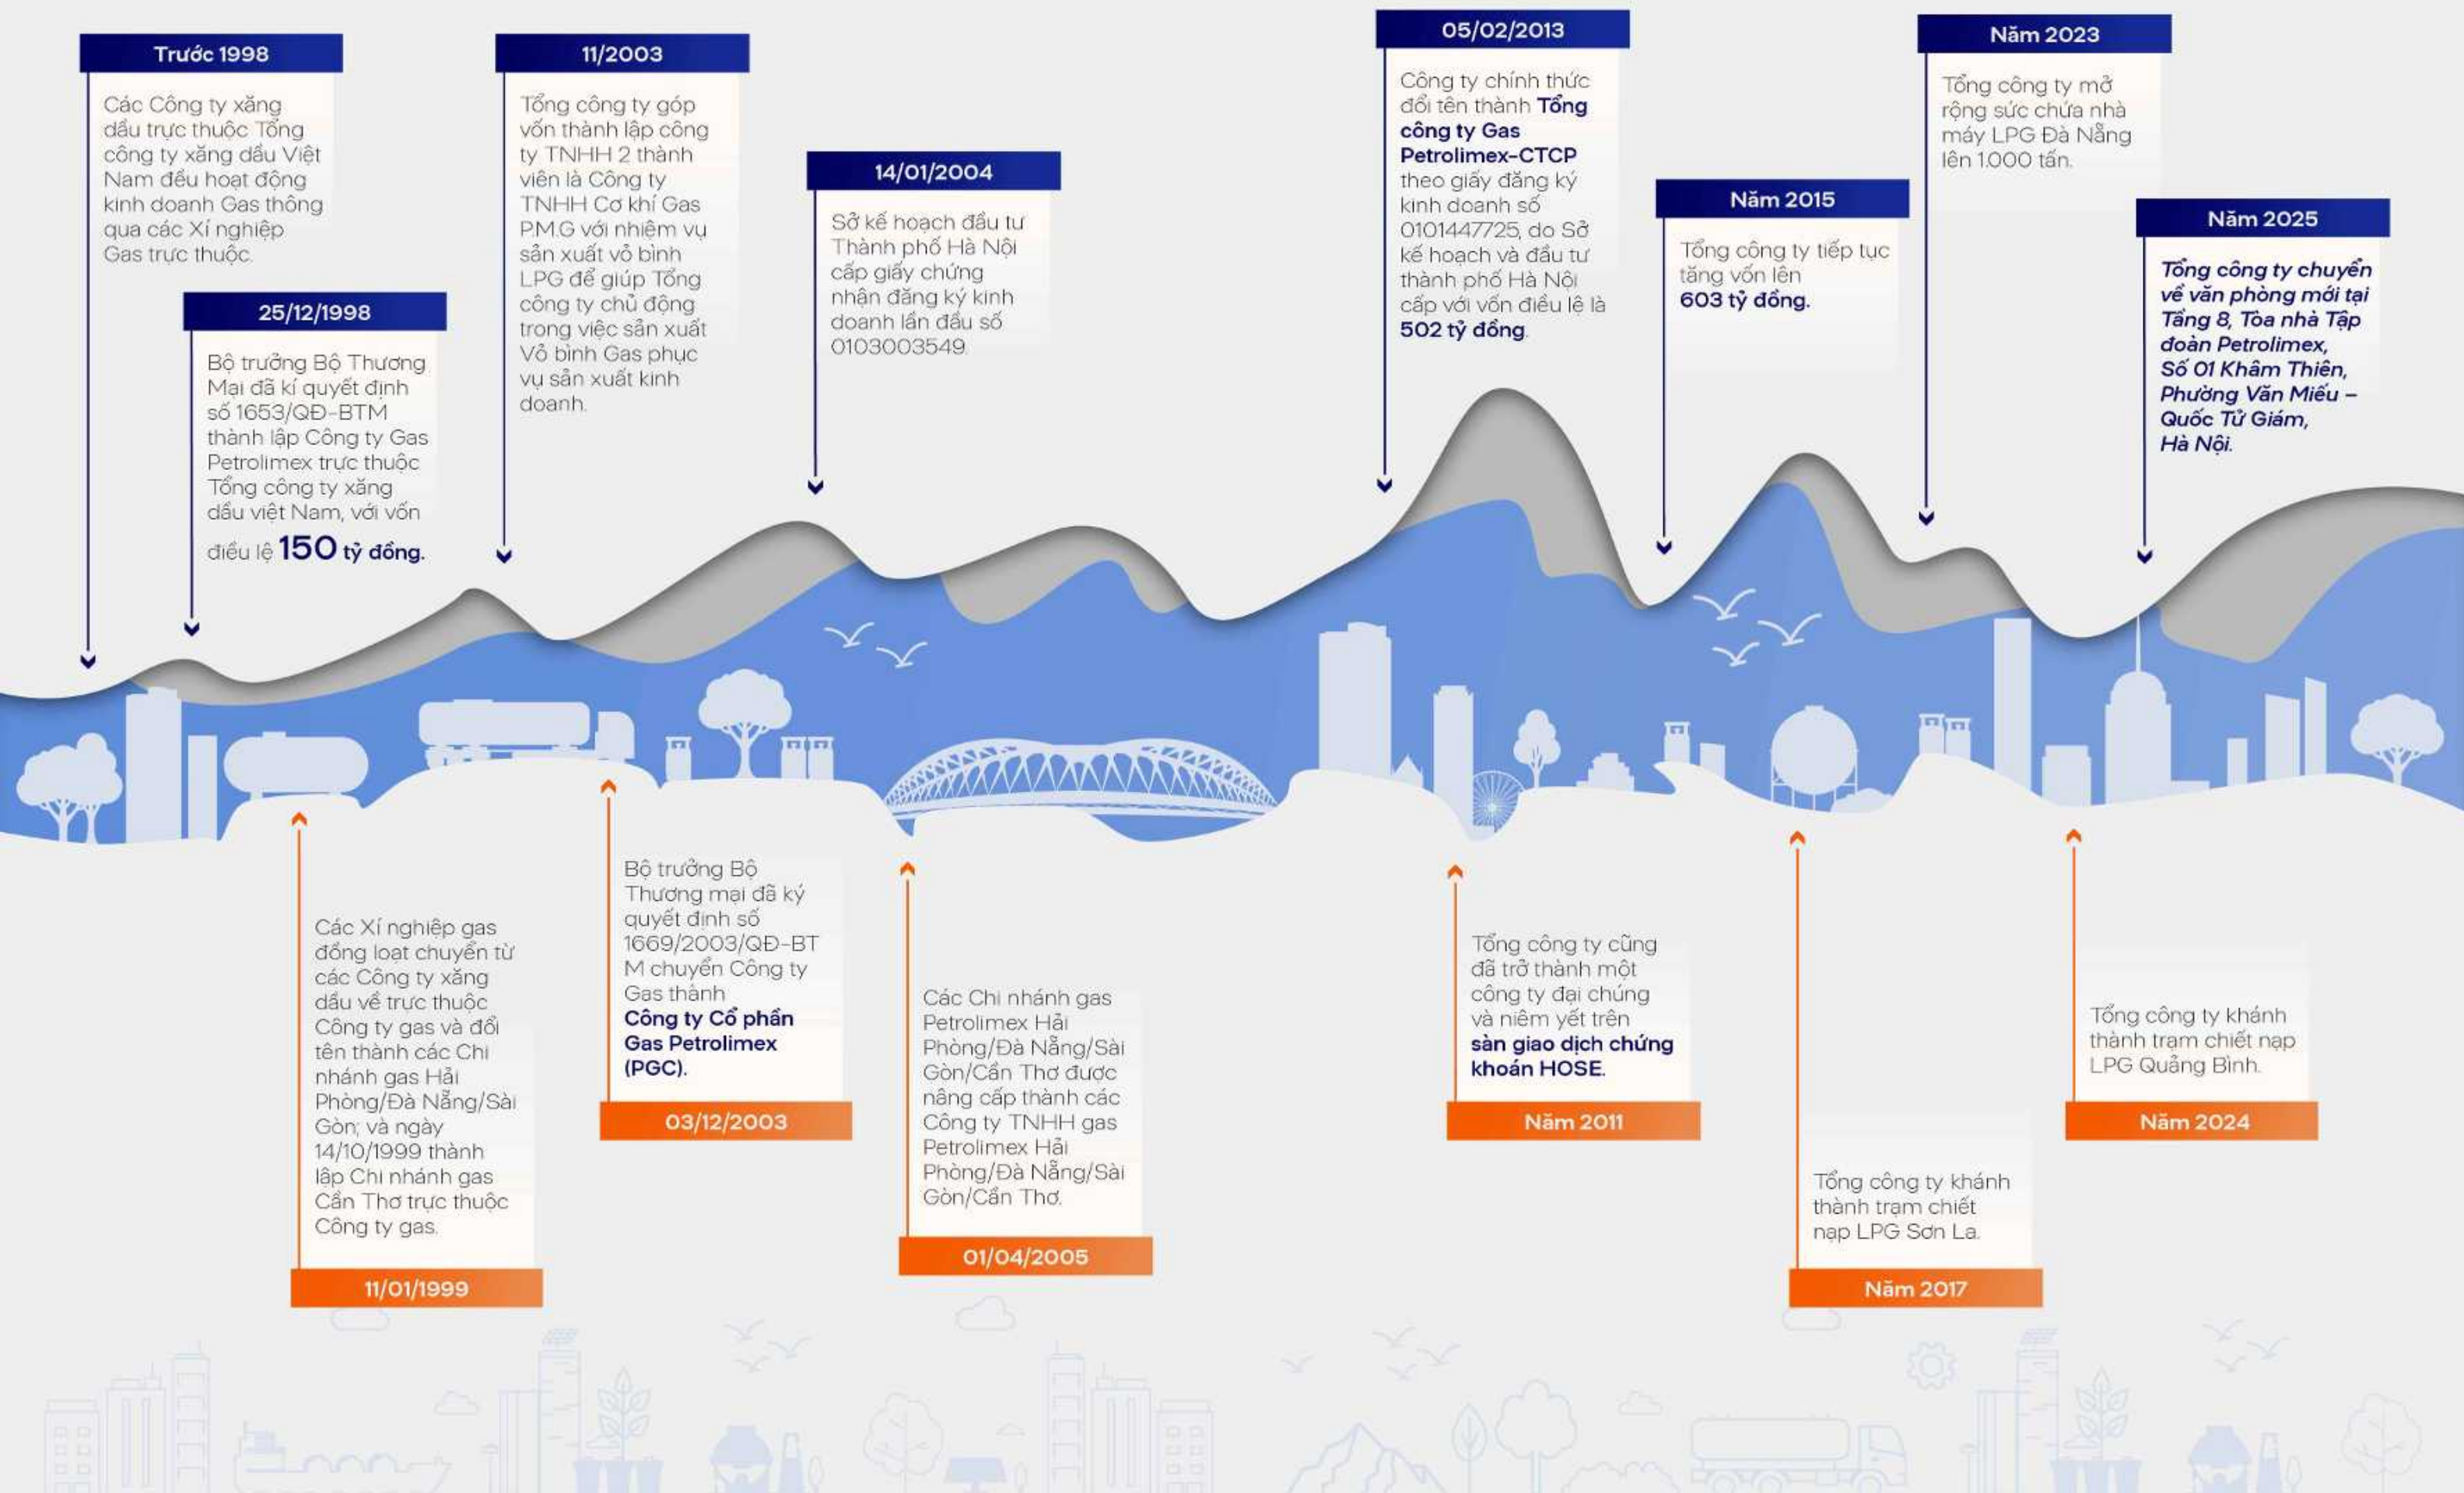 Trước 1998
Các Công ty xăng
dầu trực thuộc Tổng
công ty xăng dầu Việt
Nam đều hoạt động
kinh doanh Gas thông
qua các Xí nghiệp
Gas trực thuộc.
25/12/1998
Bộ trưởng Bộ Thương
Mại đã kí quyết định
số 1653/QĐ-BTM
thành lập Công ty Gas
Petrolimex trực thuộc
Tổng công ty xăng
dầu việt Nam, với vốn
điều lệ 150 tỷ đồng.
11/01/1999
Các Xí nghiệp gas
đồng loạt chuyển từ
các Công ty xăng
dầu về trực thuộc
Công ty gas và đổi
tên thành các Chi
nhánh gas Hải
Phòng/Đà Nẵng/Sài
Gòn; và ngày
14/10/1999 thành
lập Chi nhánh gas
Cần Thơ trực thuộc
Công ty gas.
11/2003
Tổng công ty góp
vốn thành lập công
ty TNHH 2 thành
viên là Công ty
TNHH Cơ khí Gas
P.M.G với nhiệm vụ
sản xuất vỏ bình
LPG để giúp Tổng
công ty chủ động
trong việc sản xuất
Vỏ bình Gas phục
vụ sản xuất kinh
doanh.
03/12/2003
Bộ trưởng Bộ
Thương mại đã ký
quyết định số
1669/2003/QĐ-BT
M chuyển Công ty
Gas thành
Công ty Cổ phần
Gas Petrolimex
(PGC).
14/01/2004
Sở kế hoạch đầu tư
Thành phố Hà Nội
cấp giấy chứng
nhận đăng ký kinh
doanh lần đầu số
0103003549.
01/04/2005
Các Chi nhánh gas
Petrolimex Hải
Phòng/Đà Nẵng/Sài
Gòn/Cần Thơ được
nâng cấp thành các
Công ty TNHH gas
Petrolimex Hải
Phòng/Đà Nẵng/Sài
Gòn/Cần Thơ.
Năm 2011
Tổng công ty cũng
đã trở thành một
công ty đại chúng
và niêm yết trên
sàn giao dịch chứng
khoán HOSE.
05/02/2013
Công ty chính thức
đổi tên thành Tổng
công ty Gas
Petrolimex-CTCP
theo giấy đăng ký
kinh doanh số
0101447725, do Sở
kế hoạch và đầu tư
thành phố Hà Nội
cấp với vốn điều lệ là
502 tỷ đồng.
Năm 2015
Tổng công ty tiếp tục
tăng vốn lên
603 tỷ đồng.
Năm 2017
Tổng công ty khánh
thành trạm chiết
nạp LPG Sơn La.
Năm 2023
Tổng công ty mở
rộng sức chứa nhà
máy LPG Đà Nẵng
lên 1.000 tấn.
Năm 2024
Tổng công ty khánh
thành trạm chiết nạp
LPG Quảng Bình.
Năm 2025
Tổng công ty chuyển
về văn phòng mới tại
Tầng 8, Tòa nhà Tập
đoàn Petrolimex,
Số 01 Khâm Thiên,
Phường Văn Miếu –
Quốc Tử Giám,
Hà Nội.